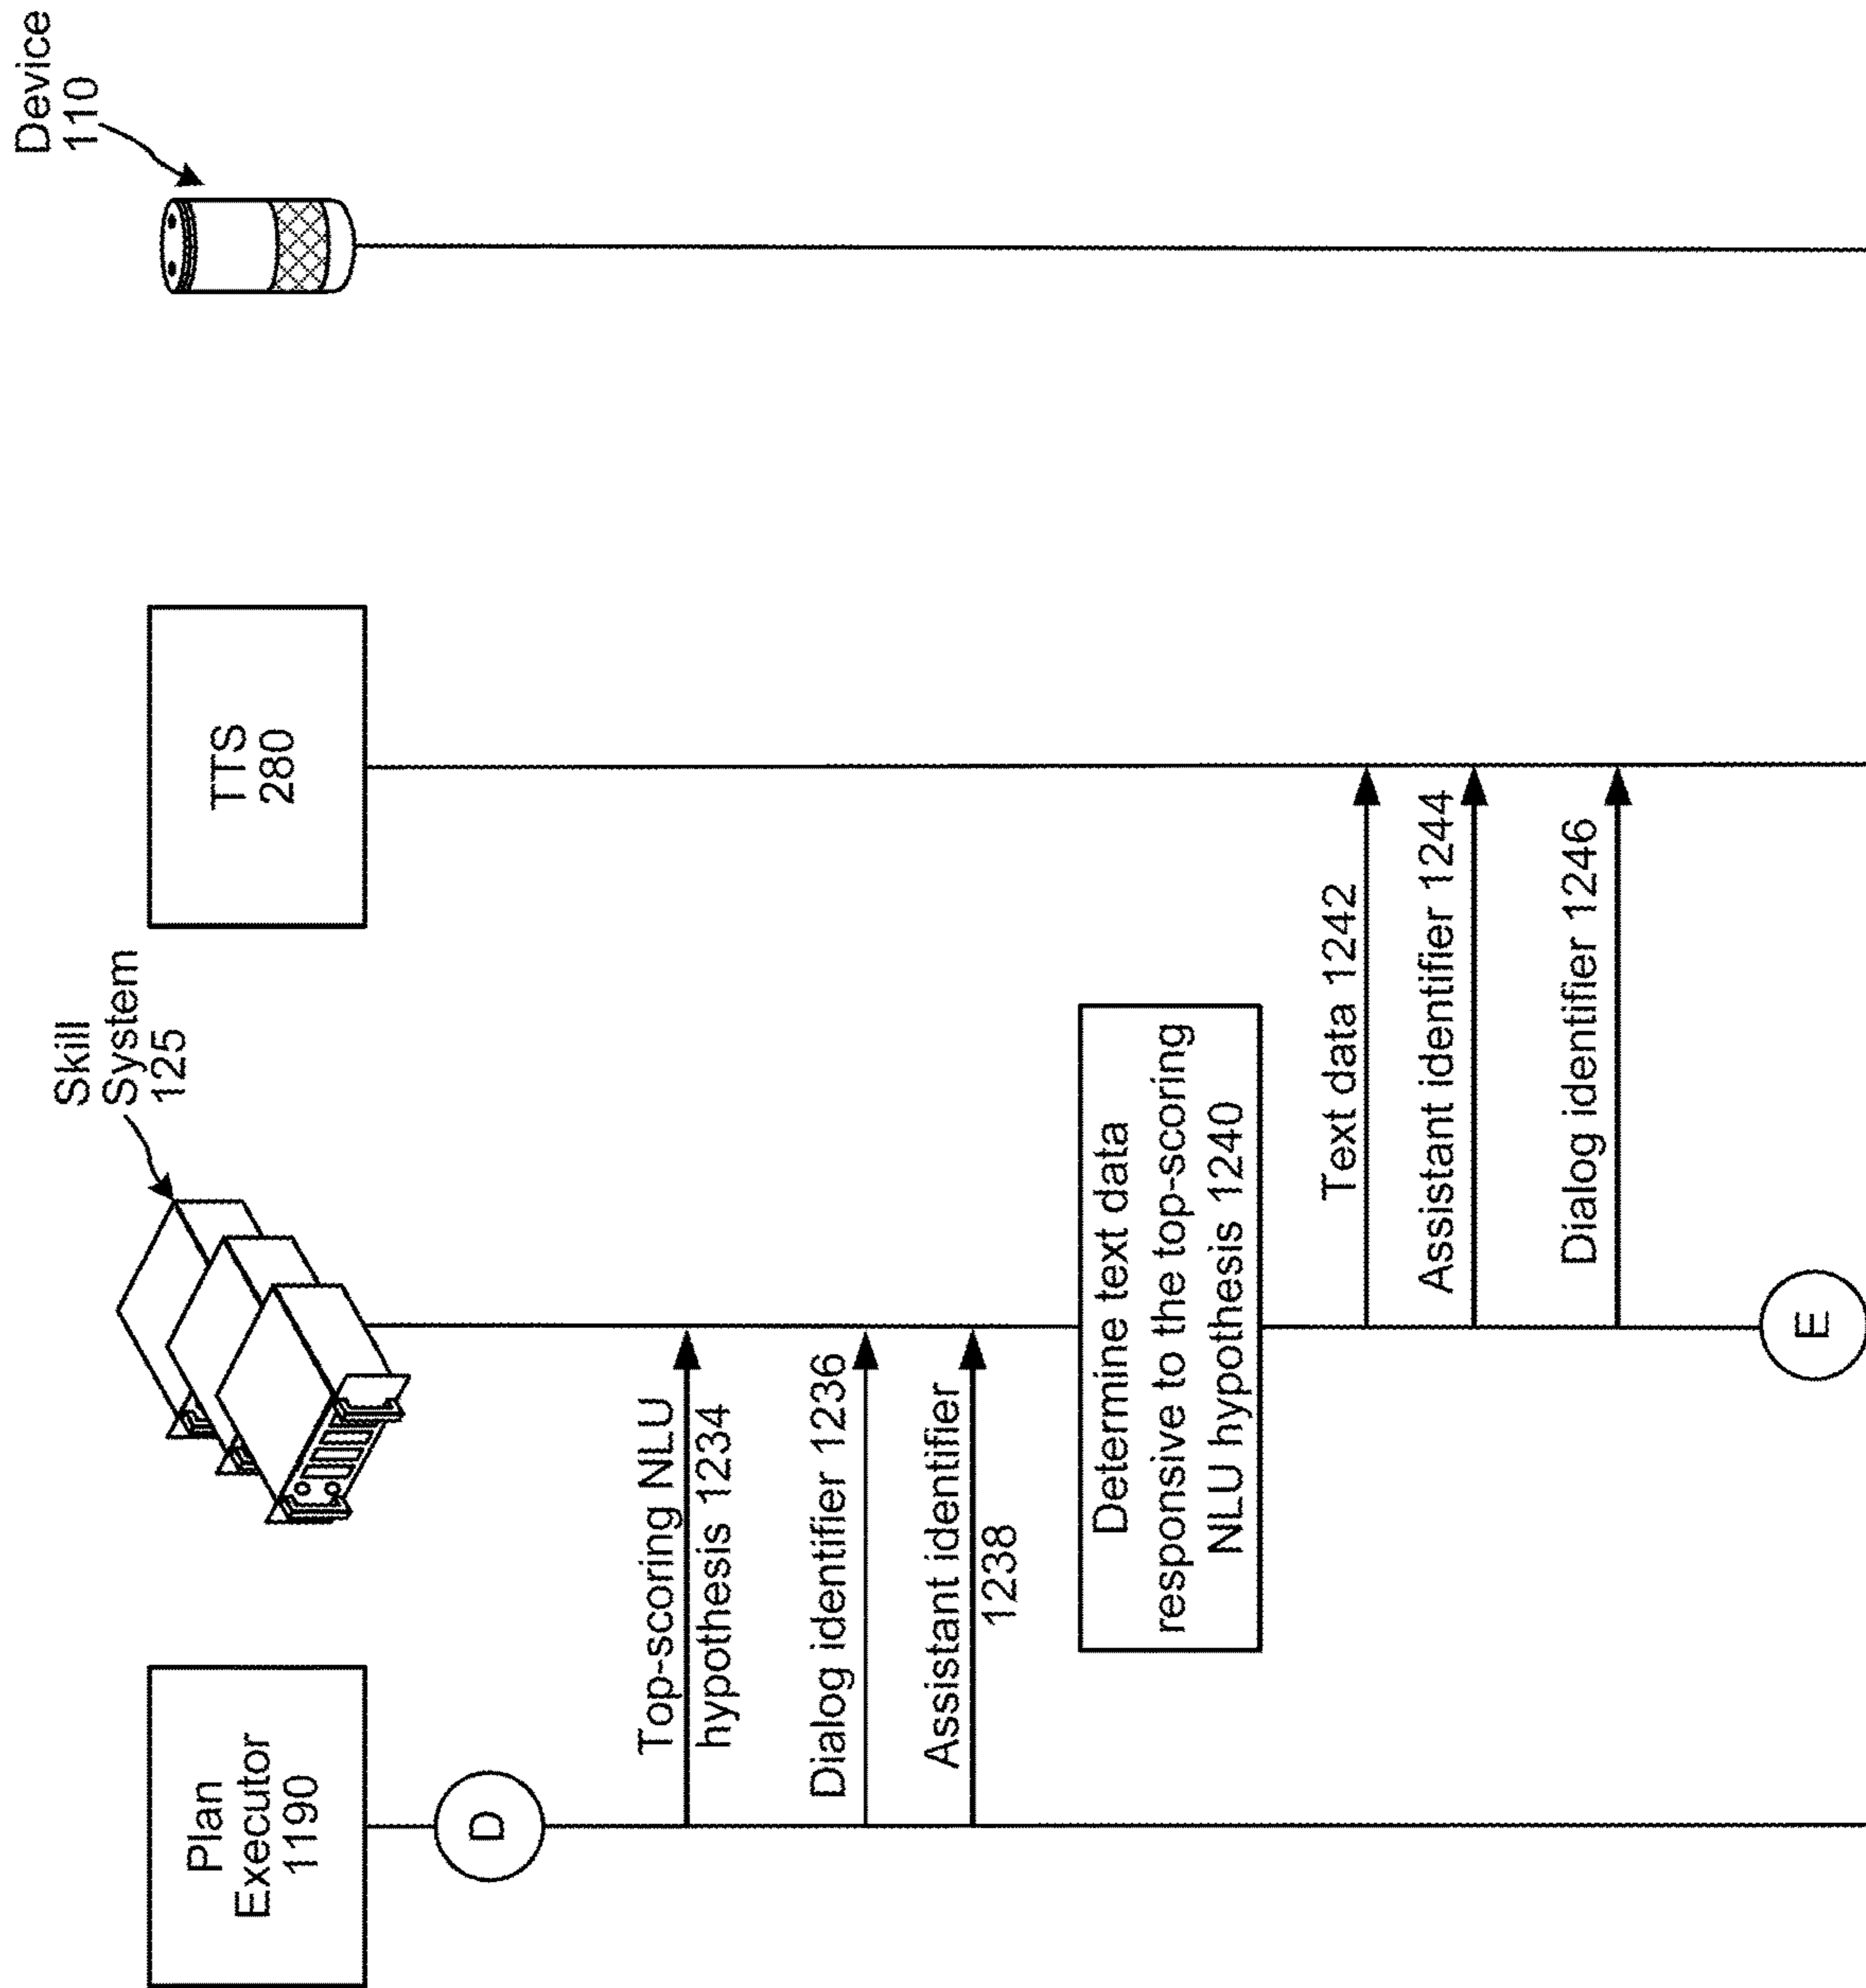 Plan
Executor
1190
Skill
System
125
TTS
280
Device
110
D
Top-scoring NLU
hypothesis 1234
Dialog identifier 1236
Assistant identifier
1238
Determine text data
responsive to the top-scoring
NLU hypothesis 1240
Text data 1242
Assistant identifier 1244
Dialog identifier 1246
E